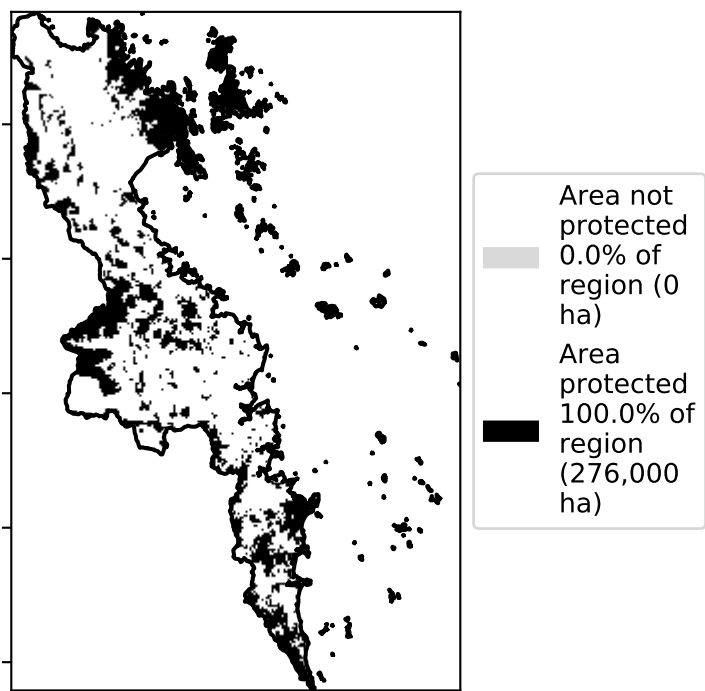 Area not
protected
0.0% of
region (0
ha)
Area
protected
100.0% of
region
(276,000
ha)